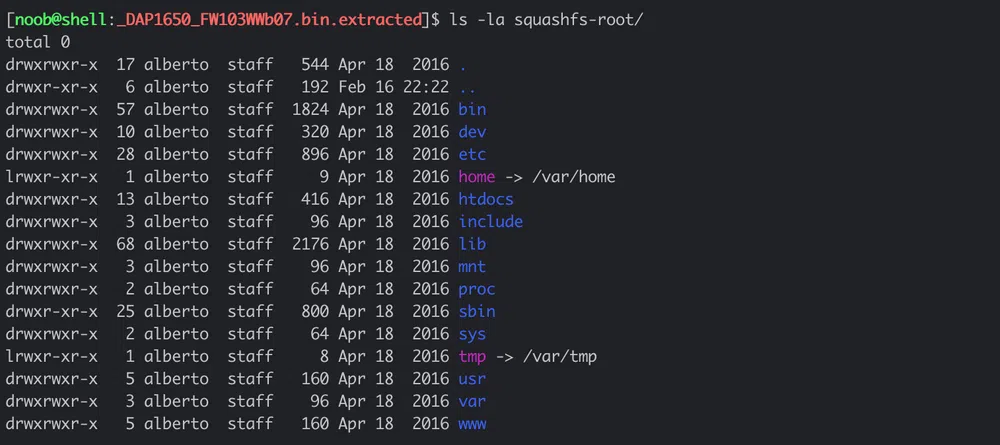 [noob@shell:_DAP1650_FW103WWb07.bin.extracted]$ ls -la squashfs-root/
total 0
drwxrwxr-x  17 alberto  staff   544 Apr 18  2016 .
drwxrwxr-x   6 alberto  staff   192 Feb 16 22:22 ..
drwxrwxr-x  57 alberto  staff  1824 Apr 18  2016 bin
drwxrwxr-x  10 alberto  staff   320 Apr 18  2016 dev
drwxrwxr-x  28 alberto  staff   896 Apr 18  2016 etc
lrwxr-xr-x   1 alberto  staff     9 Apr 18  2016 home -> /var/home
drwxrwxr-x  13 alberto  staff   416 Apr 18  2016 htdocs
drwxrwxr-x   3 alberto  staff    96 Apr 18  2016 include
drwxrwxr-x  68 alberto  staff  2176 Apr 18  2016 lib
drwxrwxr-x   3 alberto  staff    96 Apr 18  2016 mnt
drwxrwxr-x   2 alberto  staff    64 Apr 18  2016 proc
drwxrwxr-x  25 alberto  staff   800 Apr 18  2016 sbin
drwxrwxr-x   2 alberto  staff    64 Apr 18  2016 sys
lrwxr-xr-x   1 alberto  staff     8 Apr 18  2016 tmp -> /var/tmp
drwxrwxr-x   5 alberto  staff   160 Apr 18  2016 usr
drwxrwxr-x   3 alberto  staff    96 Apr 18  2016 var
drwxrwxr-x   5 alberto  staff   160 Apr 18  2016 www